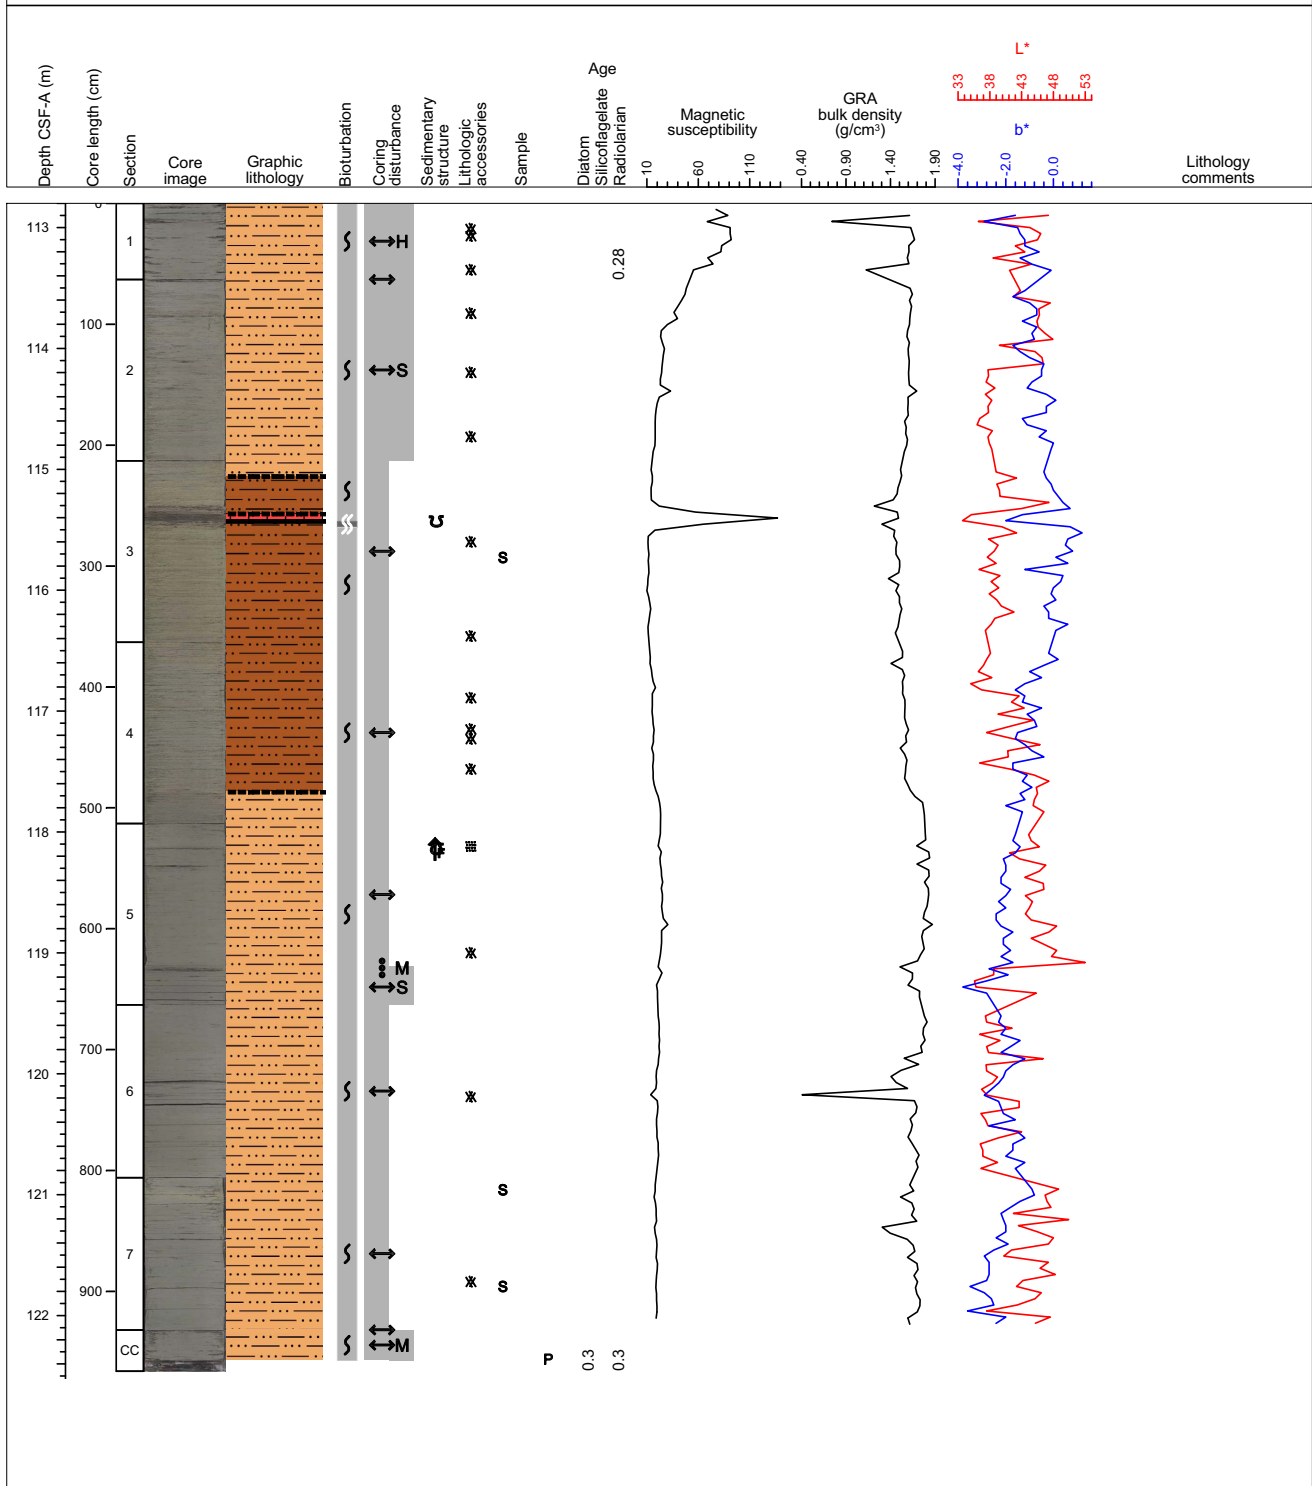 Depth CSF-A (m)
Core length (cm)
Section
Core
image
Graphic
lithology
Bioturbation
Coring
disturbance
Sedimentary
structure
Lithologic
accessories
Sample
Age
Diatom
Silicoflagelate
Radiolarian
Magnetic
susceptibility
10 60 110
GRA
bulk density
(g/cm³)
0.40 0.90 1.40 1.90
L*
33 38 43 48 53
b*
-4.0 -2.0 0.0
Lithology
comments
0
113
1
H
0.28
100
114
2
S
200
115
3
S
300
116
400
117
4
500
118
5
600
119
M
S
700
120
6
800
121
S
7
900
S
122
CC
M
P
0.3
0.3